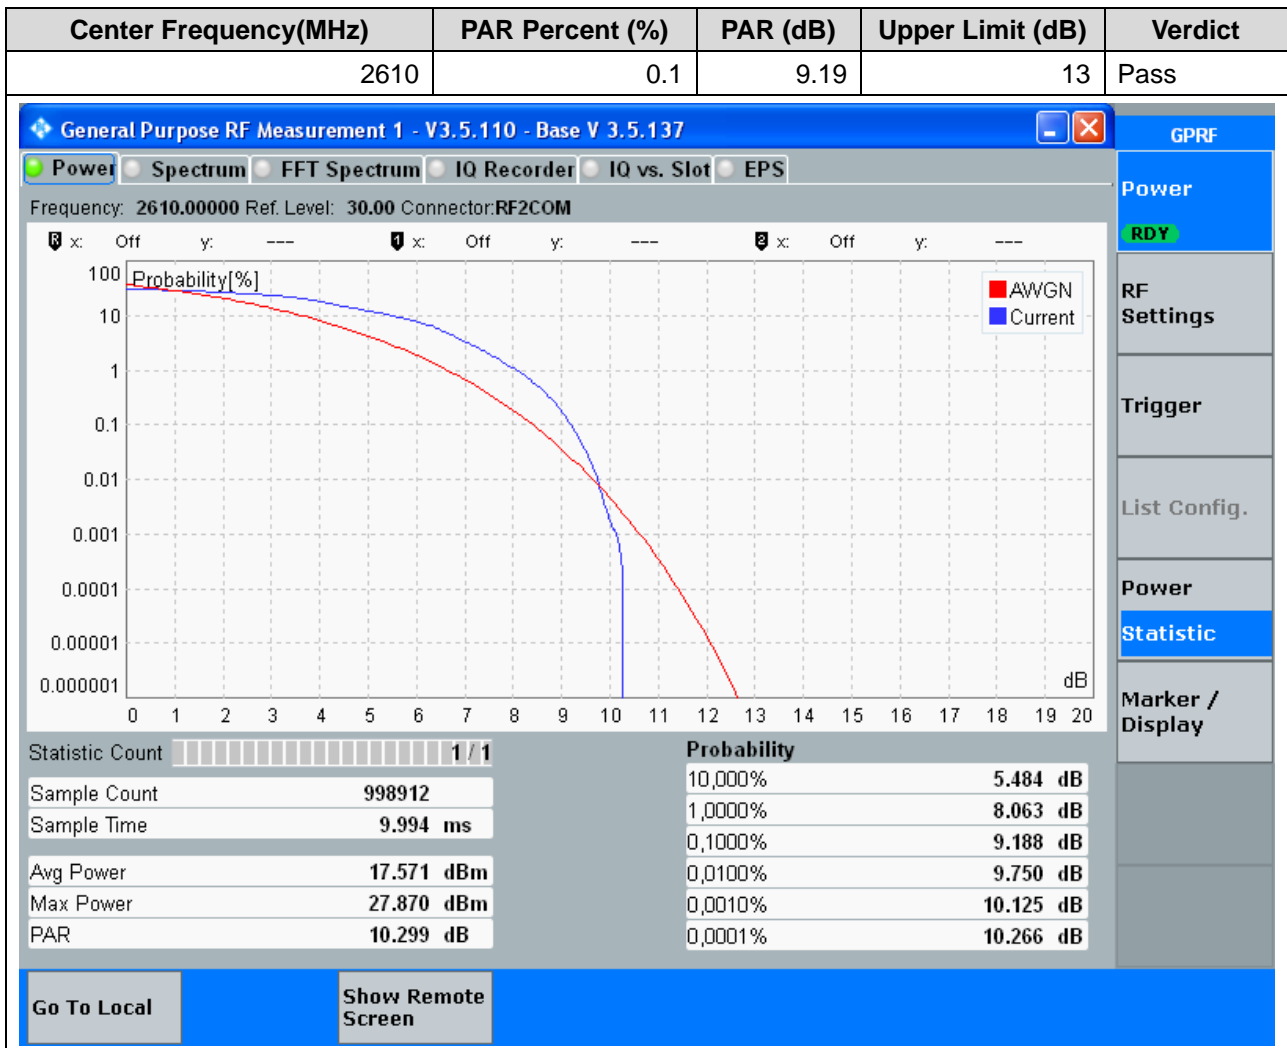 Center Frequency(MHz) PAR Percent (%) PAR (dB) Upper Limit (dB) Verdict
2610 0.1 9.19 13 Pass
General Purpose RF Measurement 1 - V3.5.110 - Base V 3.5.137
GPRF
Power Spectrum FFT Spectrum IQ Recorder IQ vs. Slot EPS
Power
RDY
Frequency: 2610.00000 Ref. Level: 30.00 Connector:RF2COM
R x: Off y: --- 1 x: Off y: --- 2 x: Off y: ---
100 Probability[%]
AWGN
Current
10
1
0.1
0.01
0.001
0.0001
0.00001
0.000001
dB
0 1 2 3 4 5 6 7 8 9 10 11 12 13 14 15 16 17 18 19 20
RF
Settings
Trigger
List Config.
Power
Statistic
Marker /
Display
Statistic Count 1 / 1
Sample Count 998912
Sample Time 9.994 ms
Avg Power 17.571 dBm
Max Power 27.870 dBm
PAR 10.299 dB
Probability
10,000% 5.484 dB
1,0000% 8.063 dB
0,1000% 9.188 dB
0,0100% 9.750 dB
0,0010% 10.125 dB
0,0001% 10.266 dB
Go To Local
Show Remote
Screen